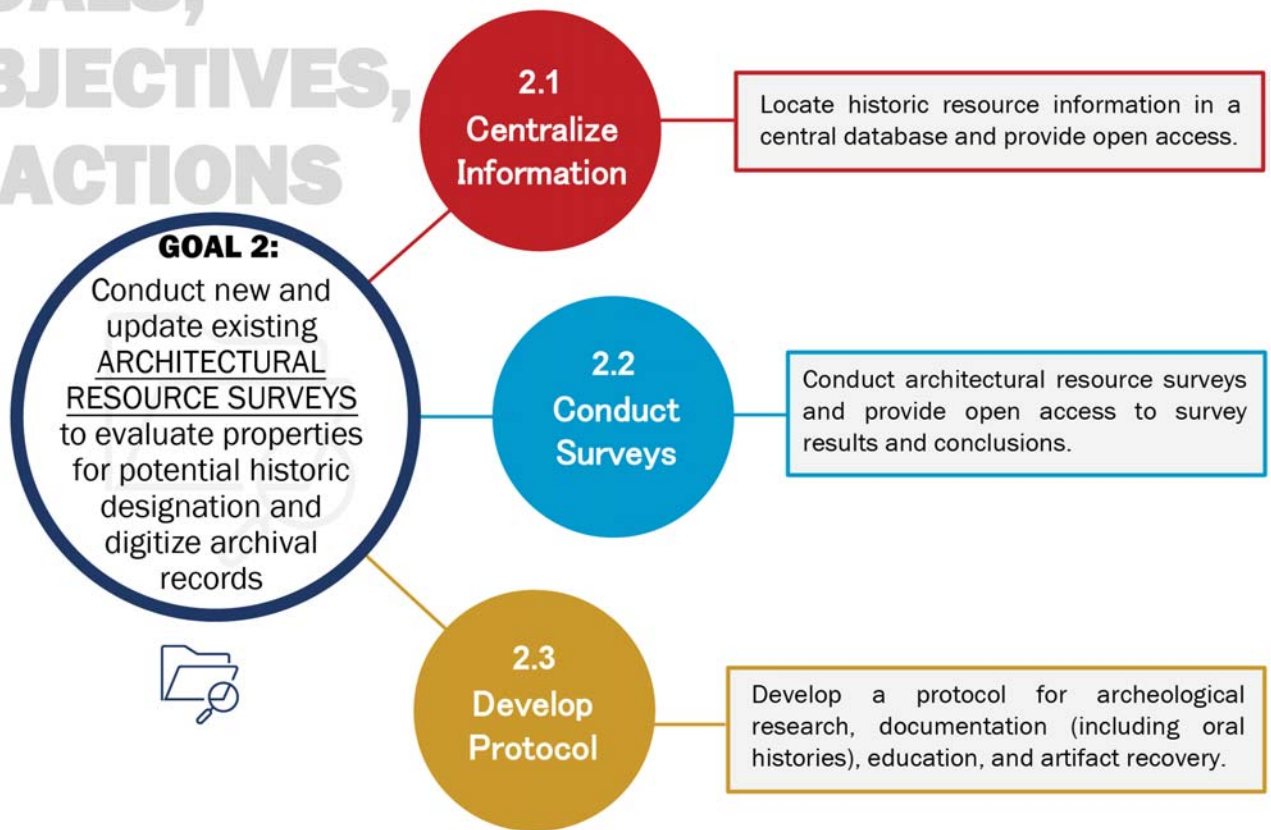 BJECTIVES,
ACTIONS
GOAL 2:
Conduct new and
update existing
ARCHITECTURAL
RESOURCE SURVEYS
to evaluate properties
for potential historic
designation and
digitize archival
records
2.1
Centralize
Information
Locate historic resource information in a
central database and provide open access.
2.2
Conduct
Surveys
Conduct architectural resource surveys
and provide open access to survey
results and conclusions.
2.3
Develop
Protocol
Develop a protocol for archeological
research, documentation (including oral
histories), education, and artifact recovery.